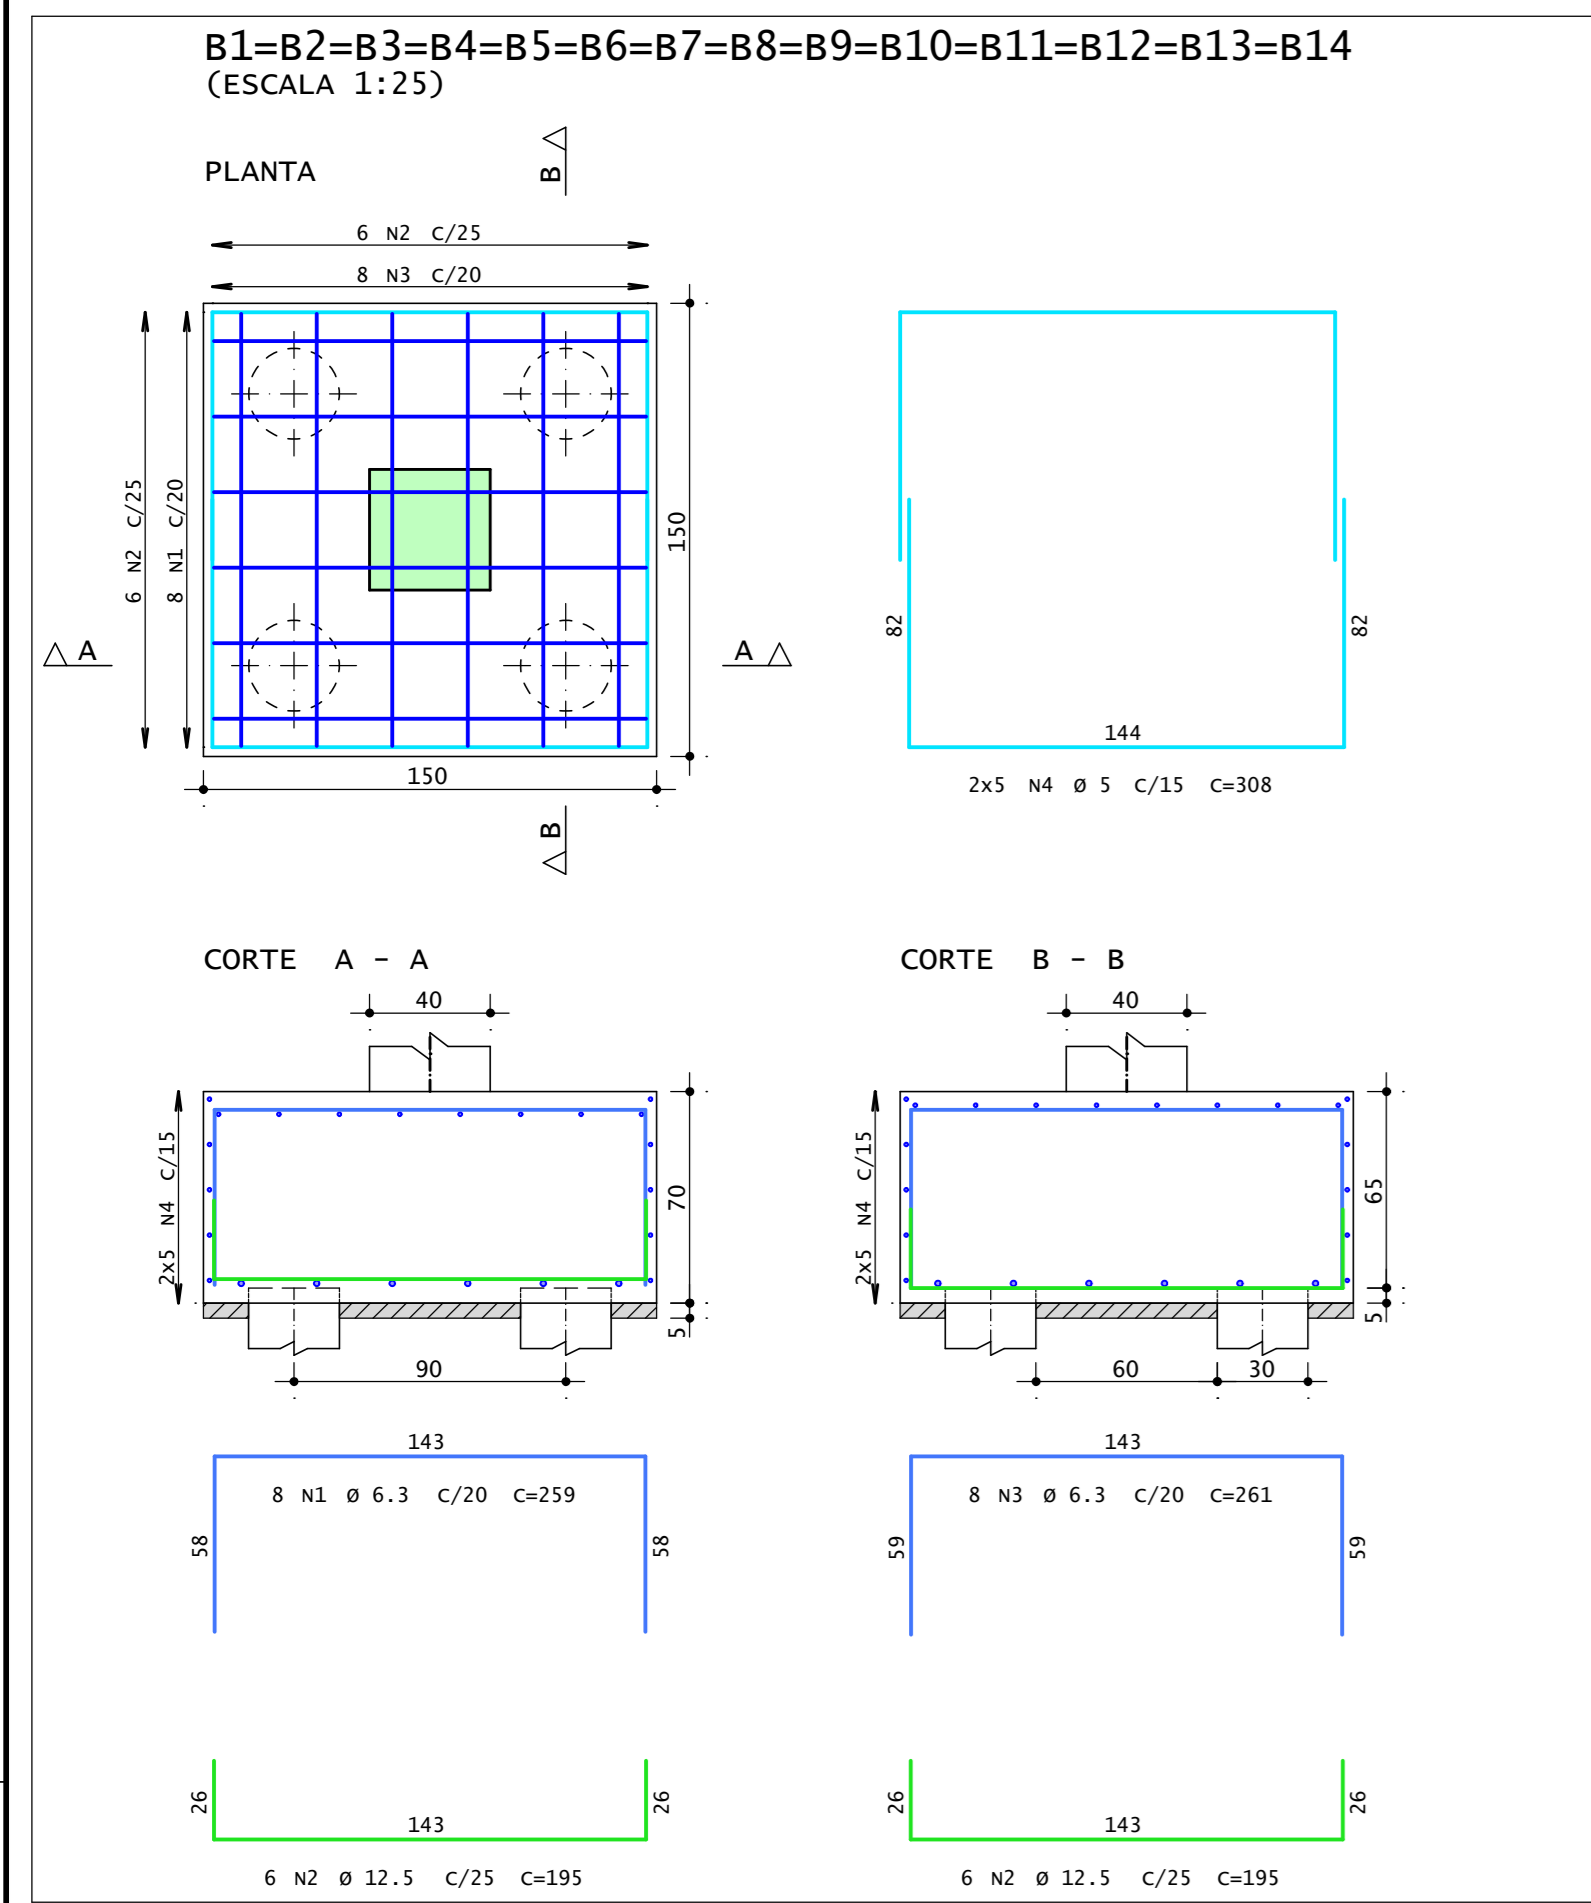 B1=B2=B3=B4=B5=B6=B7=B8=B9=B10=B11=B12=B13=B14
(ESCALA 1:25)
PLANTA
B
6 N2 C/25
8 N3 C/20
6 N2 C/25
8 N1 C/20
150
150
A
A
B
82
82
144
2x5 N4 Ø 5 C/15 C=308
CORTE A - A
40
2x5 N4 C/15
70
5
90
CORTE B - B
40
2x5 N4 C/15
65
5
60
30
143
8 N1 Ø 6.3 C/20 C=259
58
58
143
8 N3 Ø 6.3 C/20 C=261
59
59
26
26
143
6 N2 Ø 12.5 C/25 C=195
26
26
143
6 N2 Ø 12.5 C/25 C=195